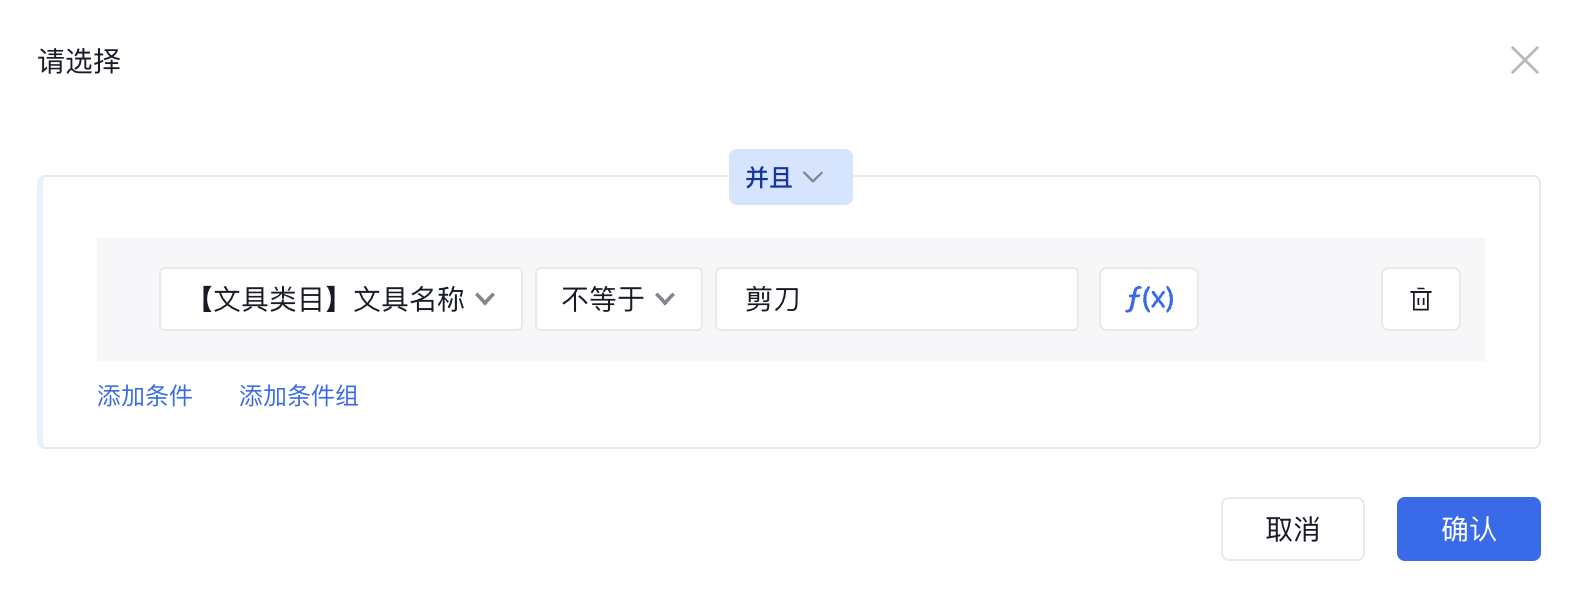 请选择
并且
【文具类目】文具名称 不等于 剪刀 f(x)
添加条件 添加条件组
取消 确认